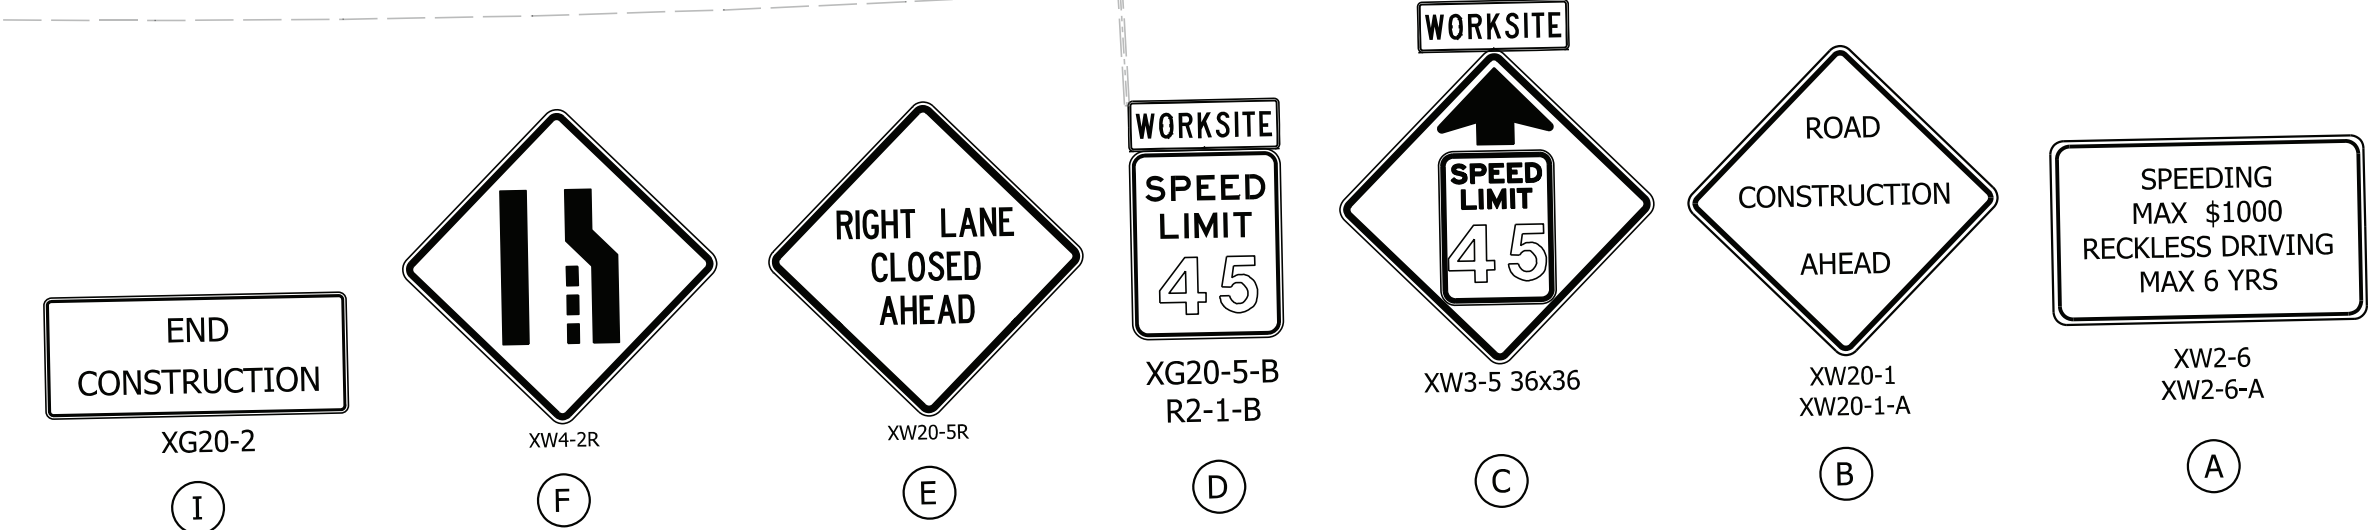 END
CONSTRUCTION
XG20-2
I
XW4-2R
F
RIGHT LANE
CLOSED
AHEAD
XW20-5R
E
WORKSITE
SPEED
LIMIT
45
XG20-5-B
R2-1-B
D
WORKSITE
SPEED
LIMIT
45
XW3-5 36x36
C
ROAD
CONSTRUCTION
AHEAD
XW20-1
XW20-1-A
B
SPEEDING
MAX $1000
RECKLESS DRIVING
MAX 6 YRS
XW2-6
XW2-6-A
A